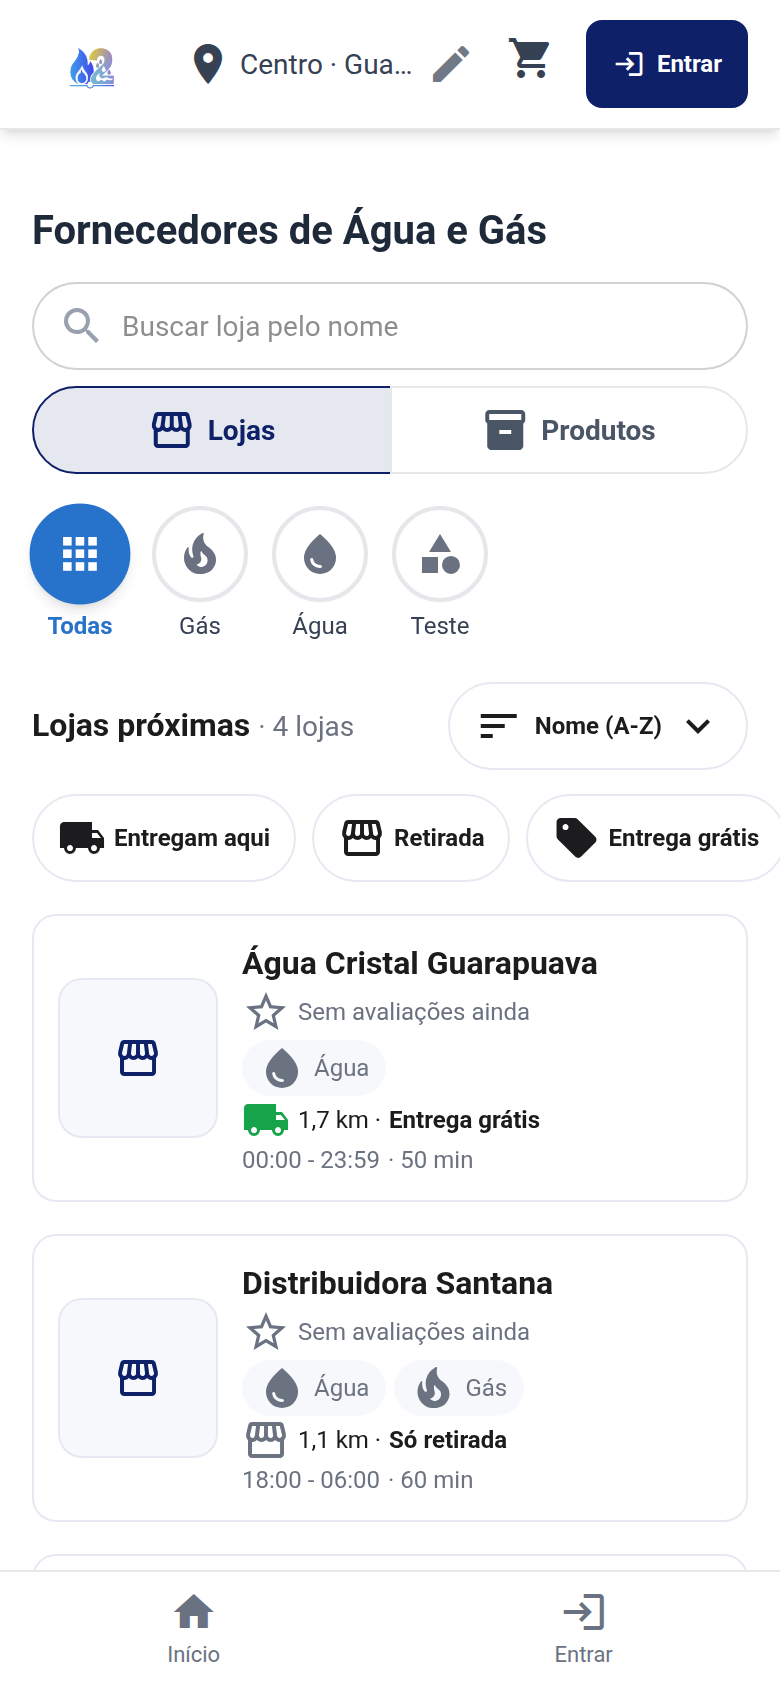 Centro · Gua...
Entrar
Fornecedores de Água e Gás
Buscar loja pelo nome
Lojas
Produtos
Todas
Gás
Água
Teste
Lojas próximas · 4 lojas
Nome (A-Z)
Entregam aqui
Retirada
Entrega grátis
Água Cristal Guarapuava
Sem avaliações ainda
Água
1,7 km · Entrega grátis
00:00 - 23:59 · 50 min
Distribuidora Santana
Sem avaliações ainda
Água
Gás
1,1 km · Só retirada
18:00 - 06:00 · 60 min
Início
Entrar